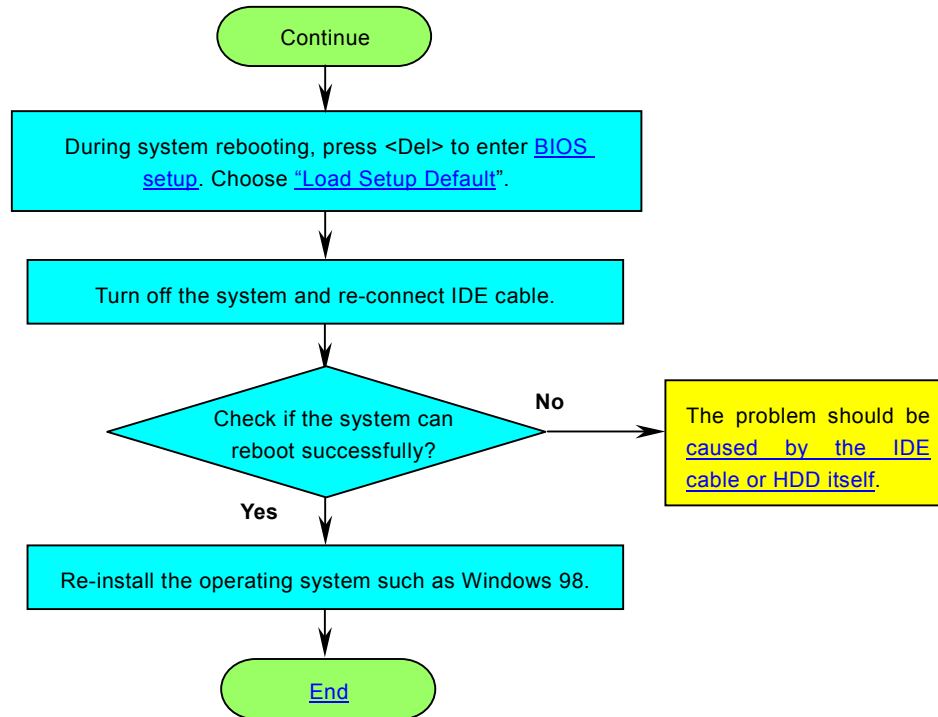 Continue
During system rebooting, press <Del> to enter BIOS
setup. Choose “Load Setup Default”.
Turn off the system and re-connect IDE cable.
Check if the system can
reboot successfully?
No
The problem should be
caused by the IDE
cable or HDD itself.
Yes
Re-install the operating system such as Windows 98.
End